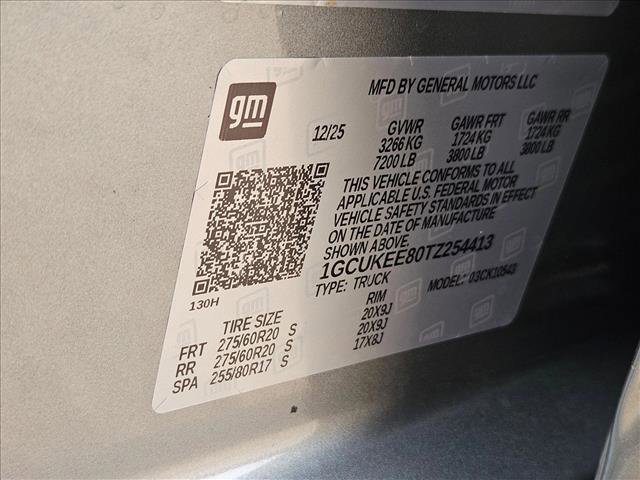 gm
MFD BY GENERAL MOTORS LLC
12/25 GVWR GAWR FRT GAWR RR
3266 KG 1724 KG 1724 KG
7200 LB 3800 LB 3800 LB
THIS VEHICLE CONFORMS TO ALL
APPLICABLE U.S. FEDERAL MOTOR
VEHICLE SAFETY STANDARDS IN EFFECT
ON THE DATE OF MANUFACTURE
SHOWN ABOVE.
1GCUKEE80TZ254413
TYPE: TRUCK MODEL: 03CK10543
130H
TIRE SIZE RIM
FRT 275/60R20 S 20X9J
RR 275/60R20 S 20X9J
SPA 255/80R17 S 17X8J